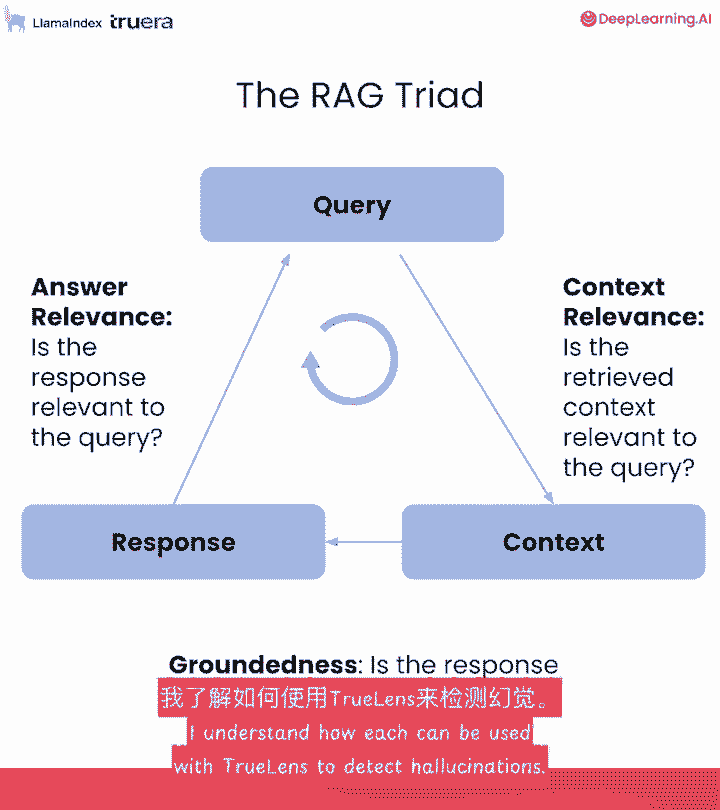 LlamaIndex truera
DeepLearning.AI
The RAG Triad
Query
Answer
Relevance:
Is the
response
relevant to
the query?
Context
Relevance:
Is the
retrieved
context
relevant to
the query?
Response
Context
Groundedness: Is the response
我了解如何使用TrueLens来检测幻觉。
I understand how each can be used
with TrueLens to detect hallucinations.